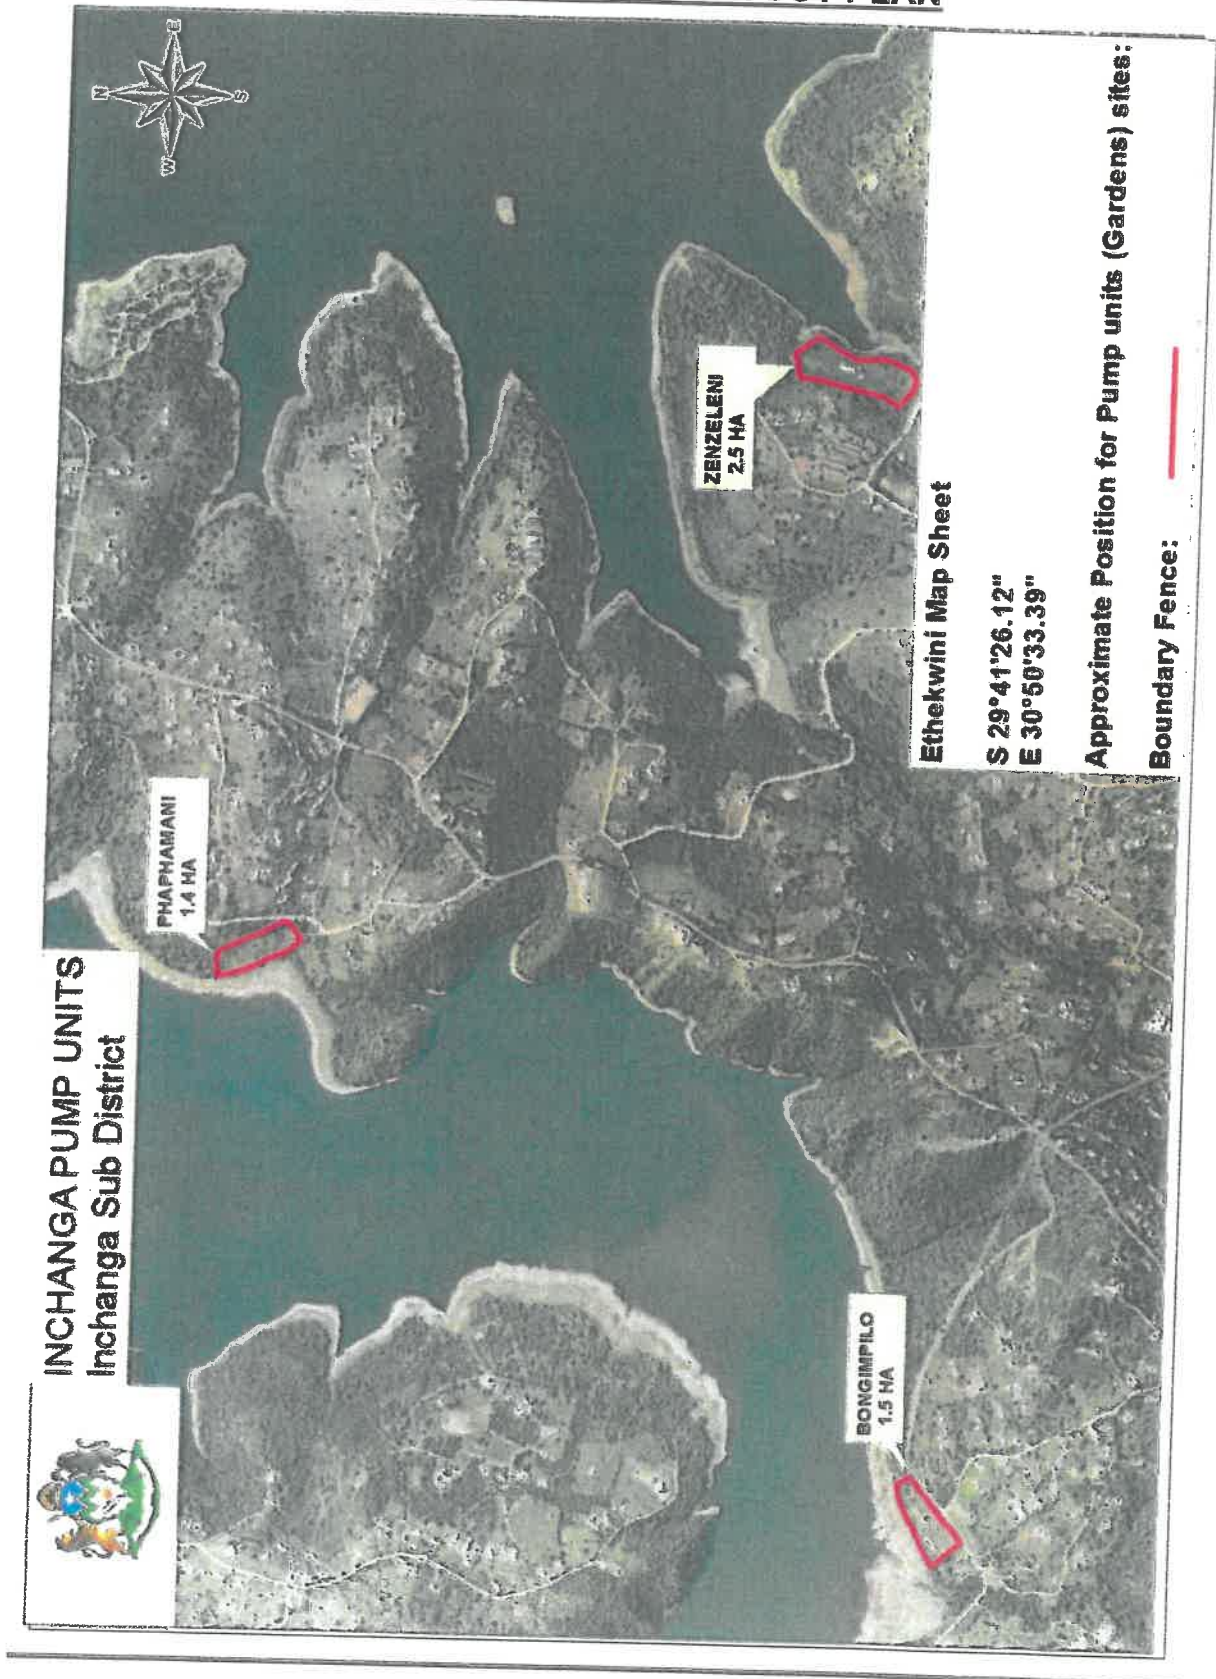 INCHANGA PUMP UNITS
Inchanga Sub District
N
W
E
S
PHAPHAMANI
1.4 HA
ZENZELENI
2.5 HA
BONGIMPILO
1.5 HA
Ethekwini Map Sheet
S 29°41'26.12"
E 30°50'33.39"
Approximate Position for Pump units (Gardens) sites:
Boundary Fence:
PLAN